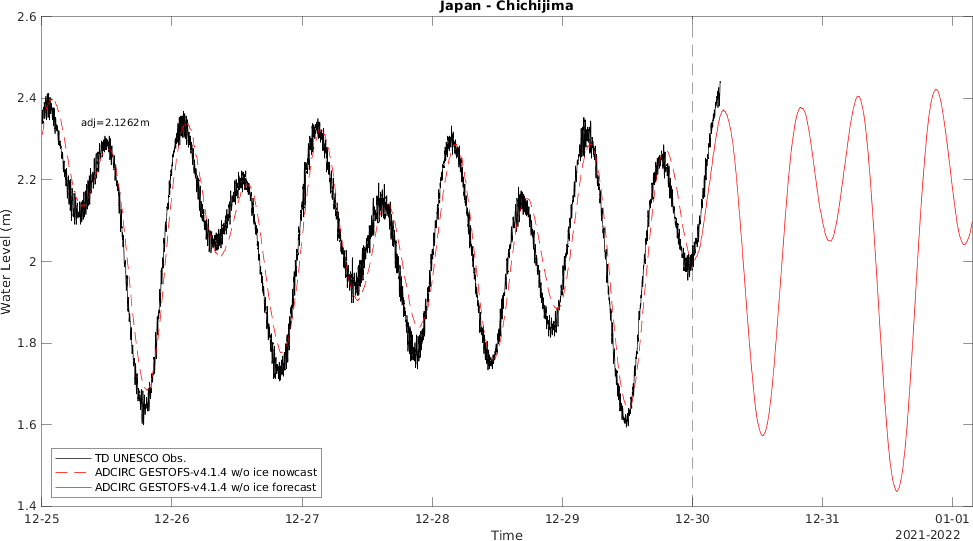 Japan - Chichijima
2.6
2.4
adj=2.1262m
2.2
2
1.8
1.6
1.4
Water Level (m)
TD UNESCO Obs.
ADCIRC GESTOFS-v4.1.4 w/o ice nowcast
ADCIRC GESTOFS-v4.1.4 w/o ice forecast
12-25 12-26 12-27 12-28 12-29 12-30 12-31 01-01
Time
2021-2022